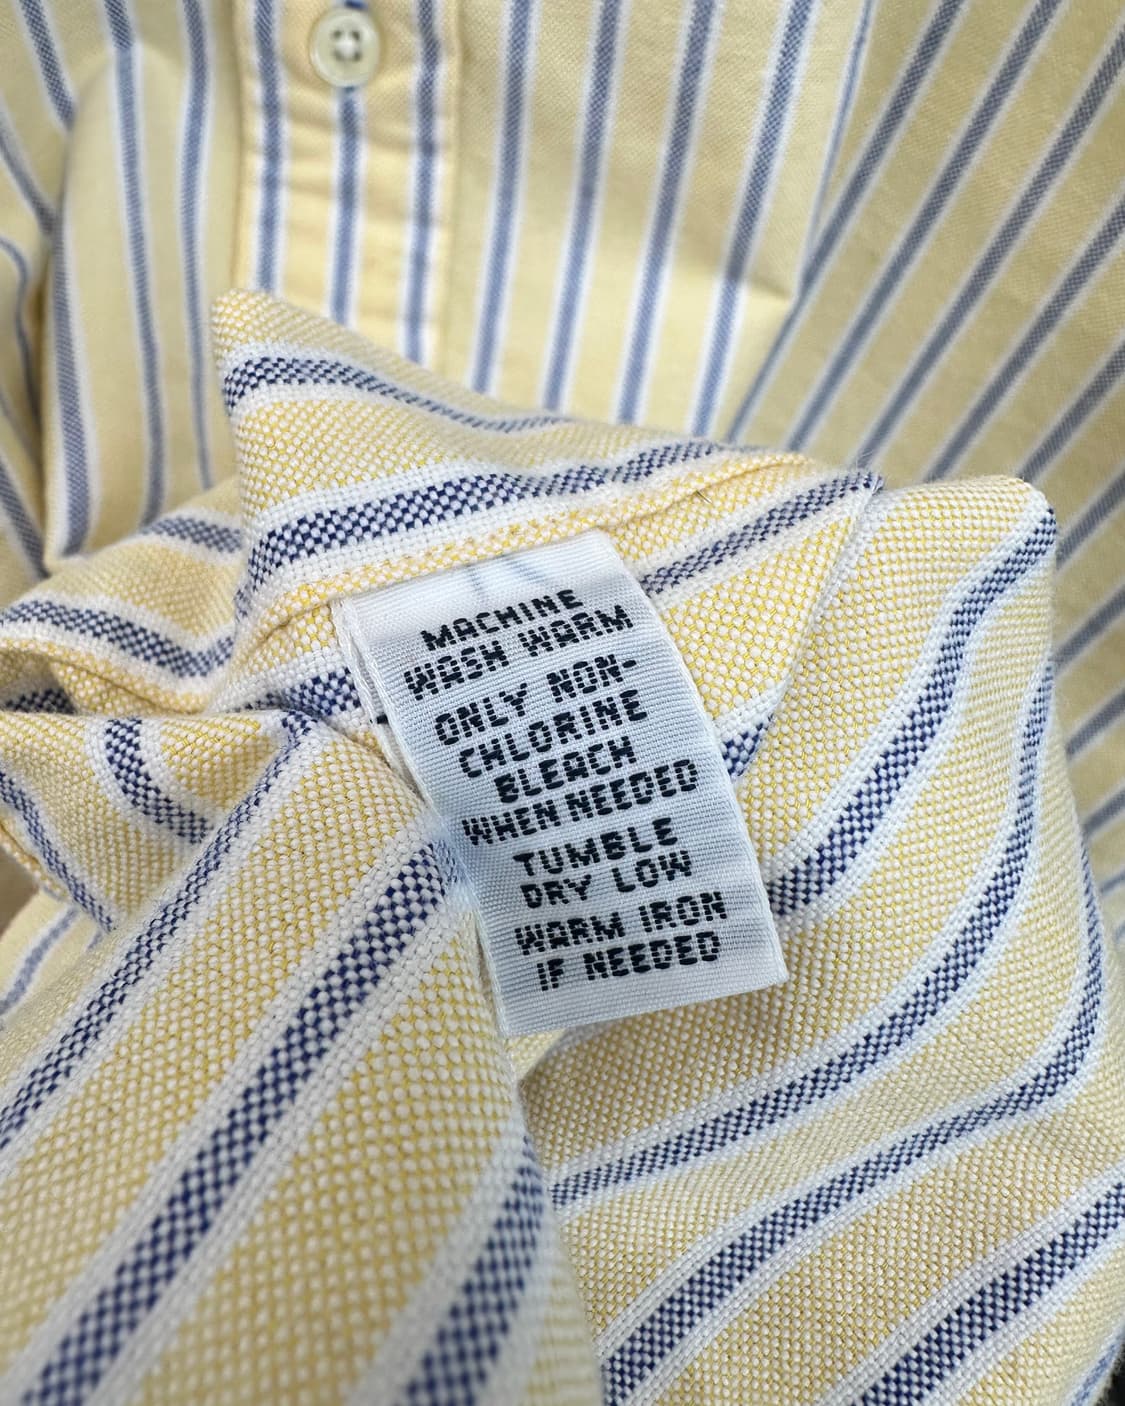 MACHINE
WASH WARM
ONLY NON-
CHLORINE
BLEACH
WHEN NEEDED
TUMBLE
DRY LOW
WARM IRON
IF NEEDED